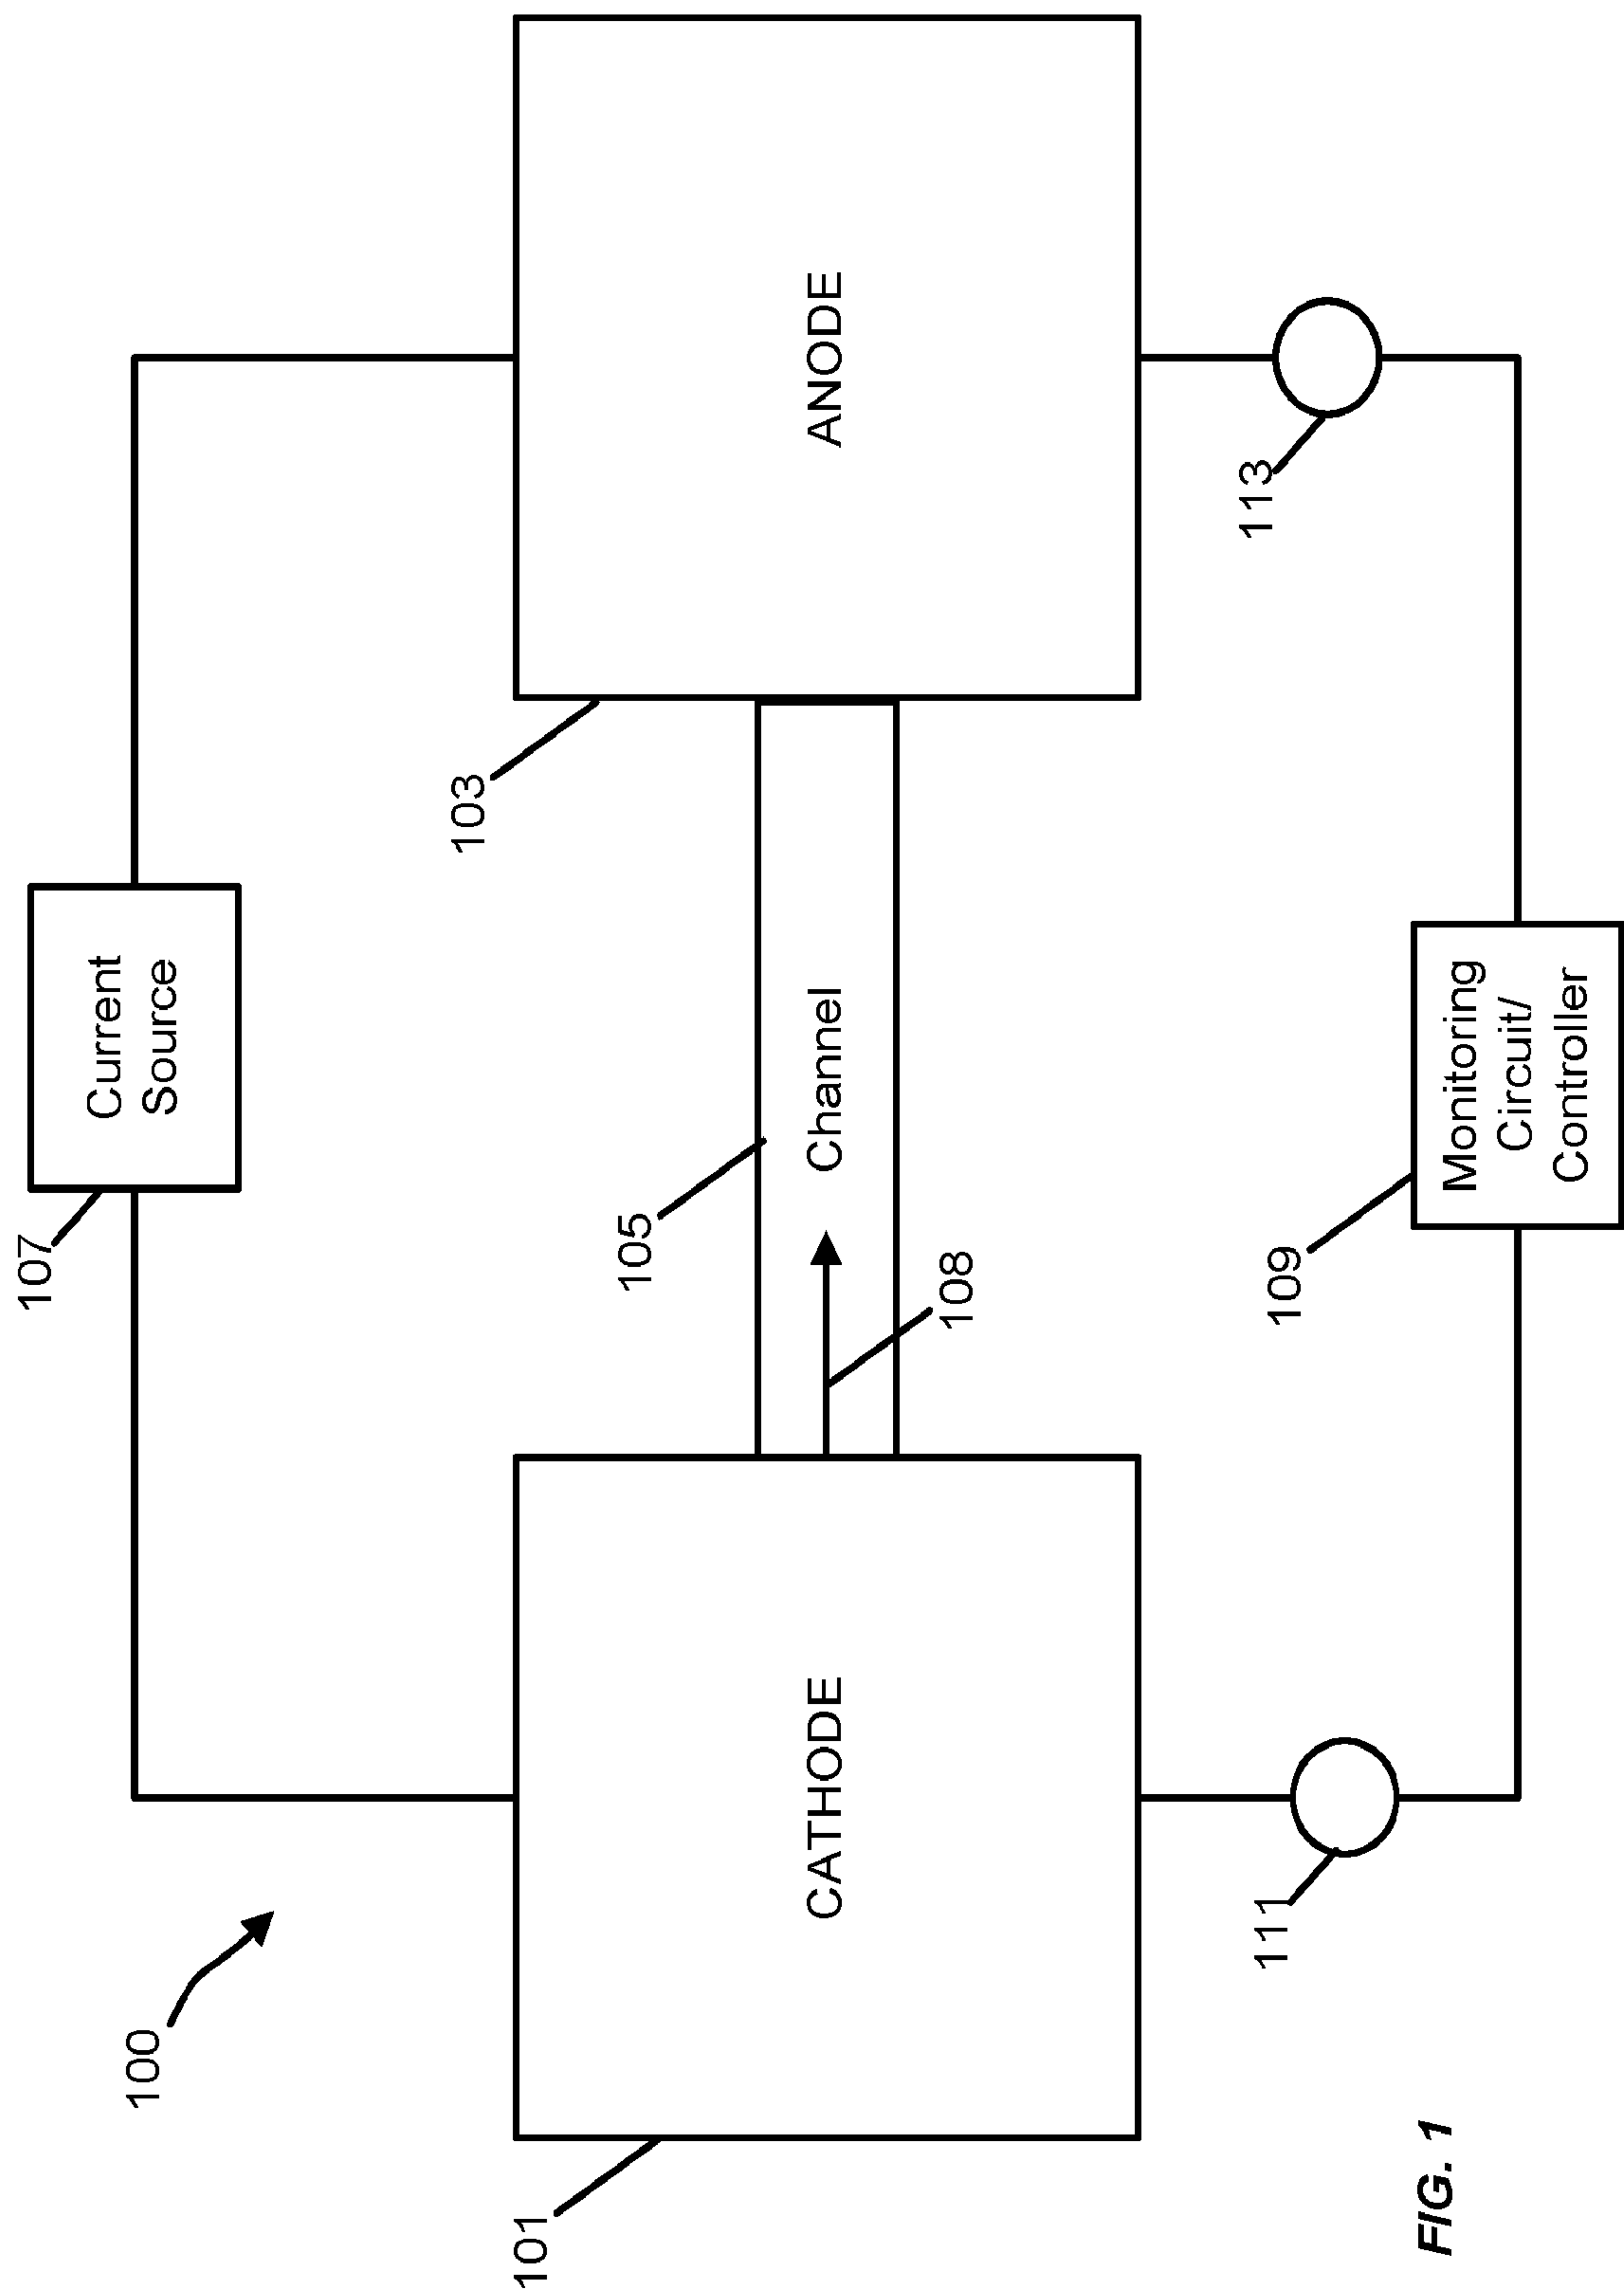 100
107
Current
Source
101
CATHODE
105
Channel
108
103
ANODE
111
109
Monitoring
Circuit/
Controller
113
FIG. 1